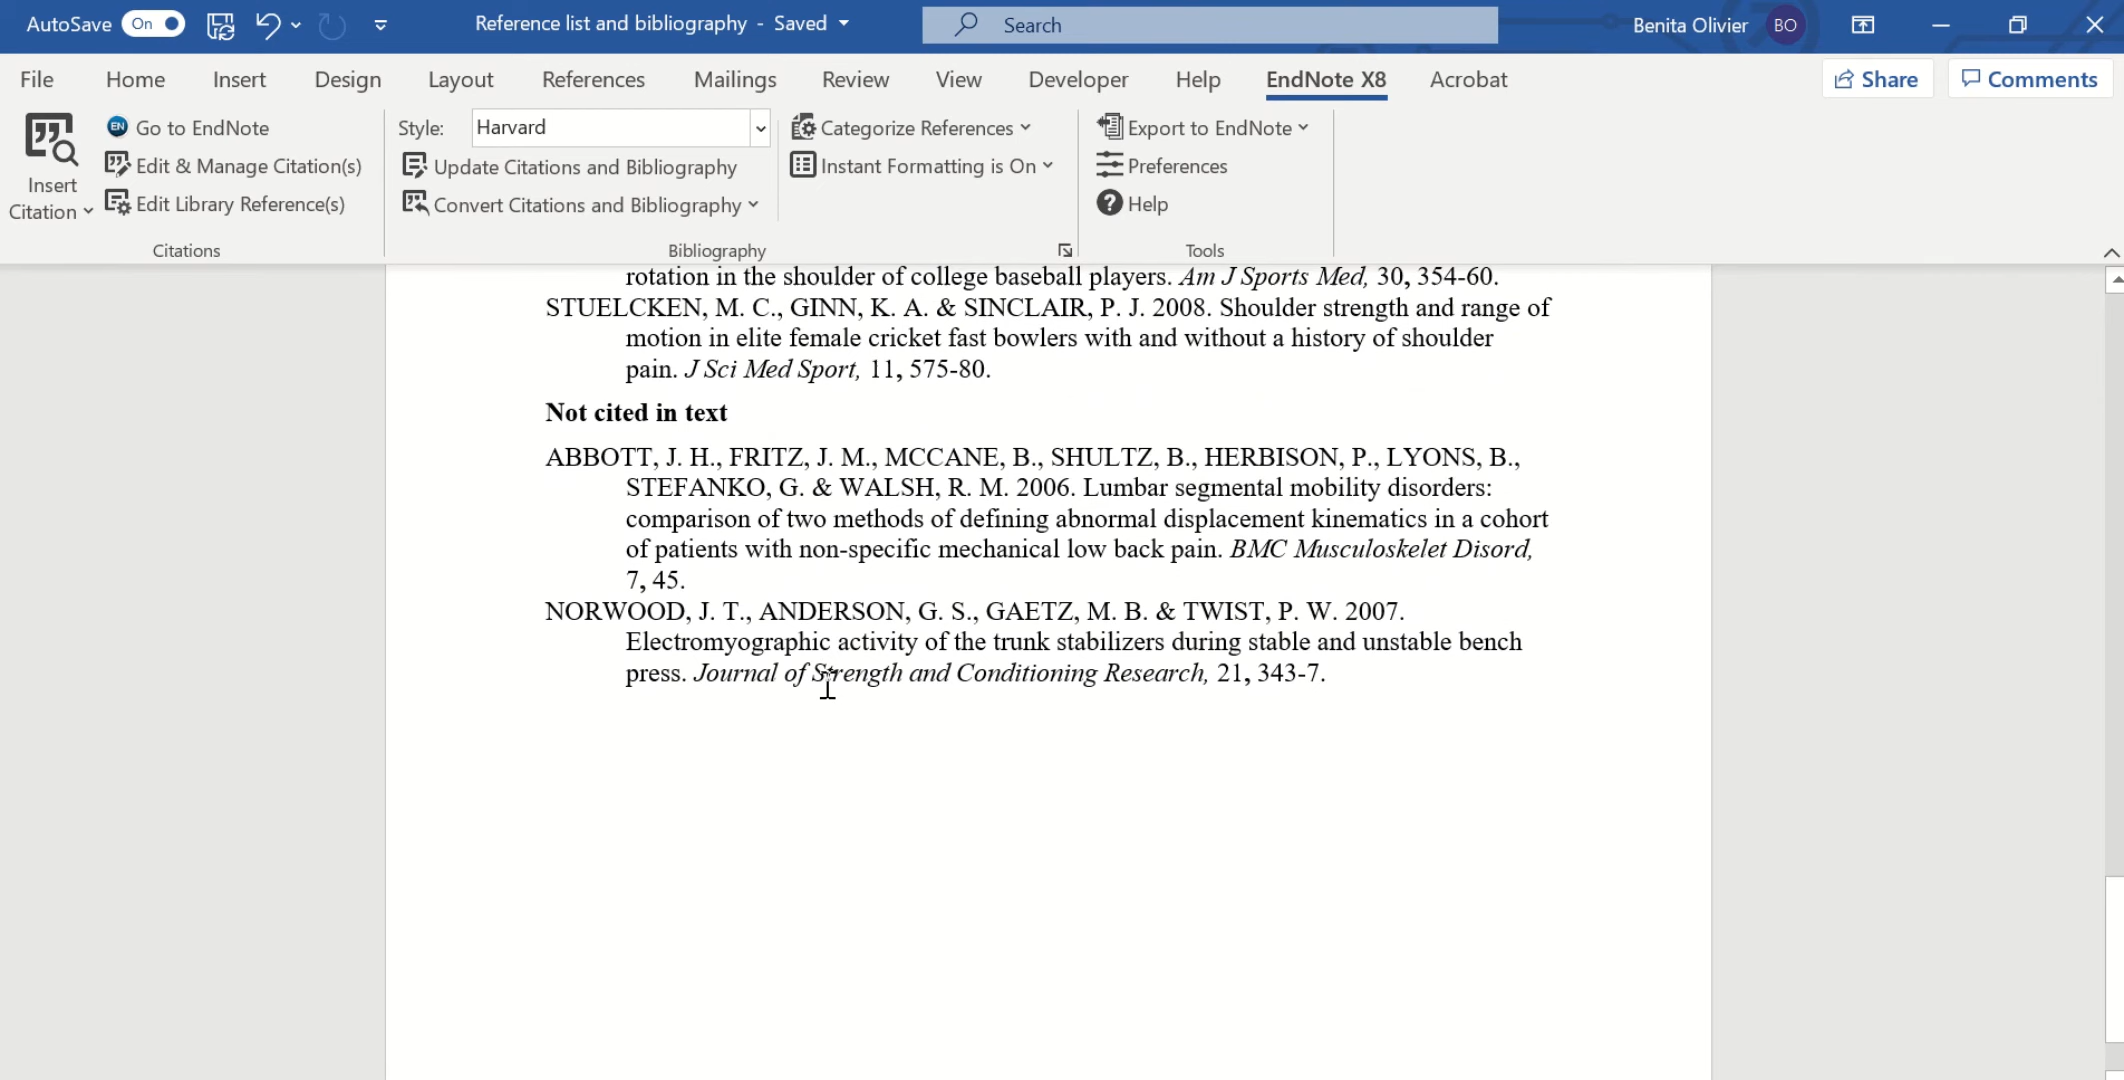 AutoSave On Reference list and bibliography - Saved Search Benita Olivier BO
File Home Insert Design Layout References Mailings Review View Developer Help EndNote X8 Acrobat Share Comments
Insert Citation
EN Go to EndNote
Edit & Manage Citation(s)
Edit Library Reference(s)
Citations
Style: Harvard
Update Citations and Bibliography
Convert Citations and Bibliography
Categorize References
Instant Formatting is On
Bibliography
Export to EndNote
Preferences
Help
Tools
rotation in the shoulder of college baseball players. Am J Sports Med, 30, 354-60.
STUELCKEN, M. C., GINN, K. A. & SINCLAIR, P. J. 2008. Shoulder strength and range of
motion in elite female cricket fast bowlers with and without a history of shoulder
pain. J Sci Med Sport, 11, 575-80.
Not cited in text
ABBOTT, J. H., FRITZ, J. M., MCCANE, B., SHULTZ, B., HERBISON, P., LYONS, B.,
STEFANKO, G. & WALSH, R. M. 2006. Lumbar segmental mobility disorders:
comparison of two methods of defining abnormal displacement kinematics in a cohort
of patients with non-specific mechanical low back pain. BMC Musculoskelet Disord,
7, 45.
NORWOOD, J. T., ANDERSON, G. S., GAETZ, M. B. & TWIST, P. W. 2007.
Electromyographic activity of the trunk stabilizers during stable and unstable bench
press. Journal of Strength and Conditioning Research, 21, 343-7.